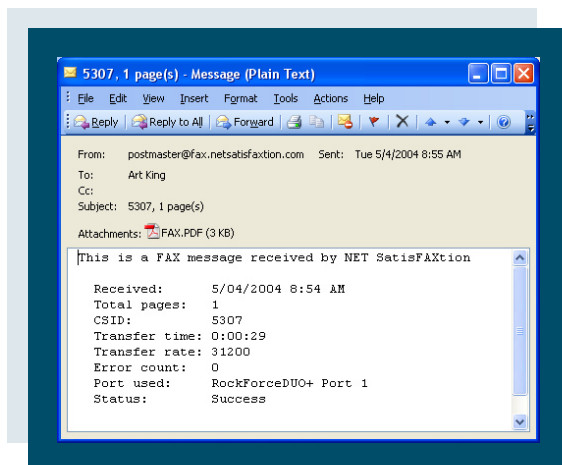 5307, 1 page(s) - Message (Plain Text)
File Edit View Insert Format Tools Actions Help
Reply Reply to All Forward
From: postmaster@fax.netsatisfaxtion.com Sent: Tue 5/4/2004 8:55 AM
To: Art King
Cc:
Subject: 5307, 1 page(s)
Attachments: FAX.PDF (3 KB)
This is a FAX message received by NET SatisFAXtion
Received: 5/04/2004 8:54 AM
Total pages: 1
CSID: 5307
Transfer time: 0:00:29
Transfer rate: 31200
Error count: 0
Port used: RockForceDUO+ Port 1
Status: Success